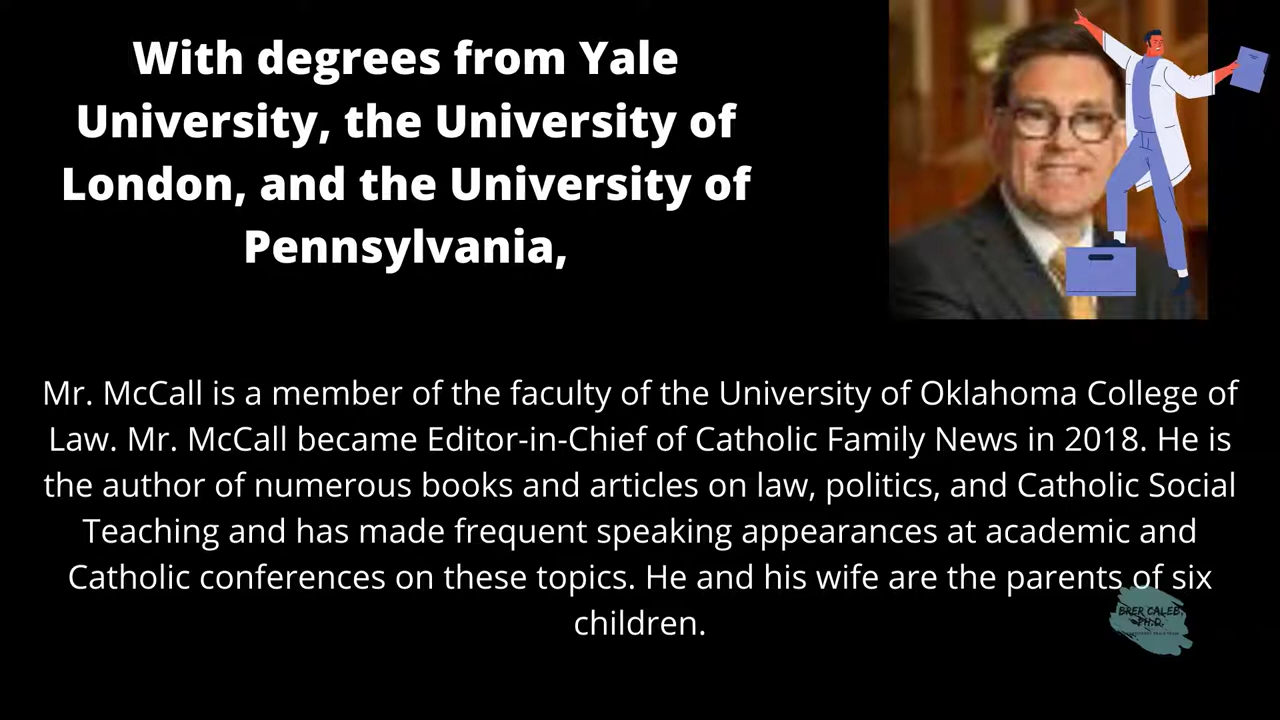 With degrees from Yale
University, the University of
London, and the University of
Pennsylvania,
Mr. McCall is a member of the faculty of the University of Oklahoma College of
Law. Mr. McCall became Editor-in-Chief of Catholic Family News in 2018. He is
the author of numerous books and articles on law, politics, and Catholic Social
Teaching and has made frequent speaking appearances at academic and
Catholic conferences on these topics. He and his wife are the parents of six
children.
BRER CALEB,
PH.D.